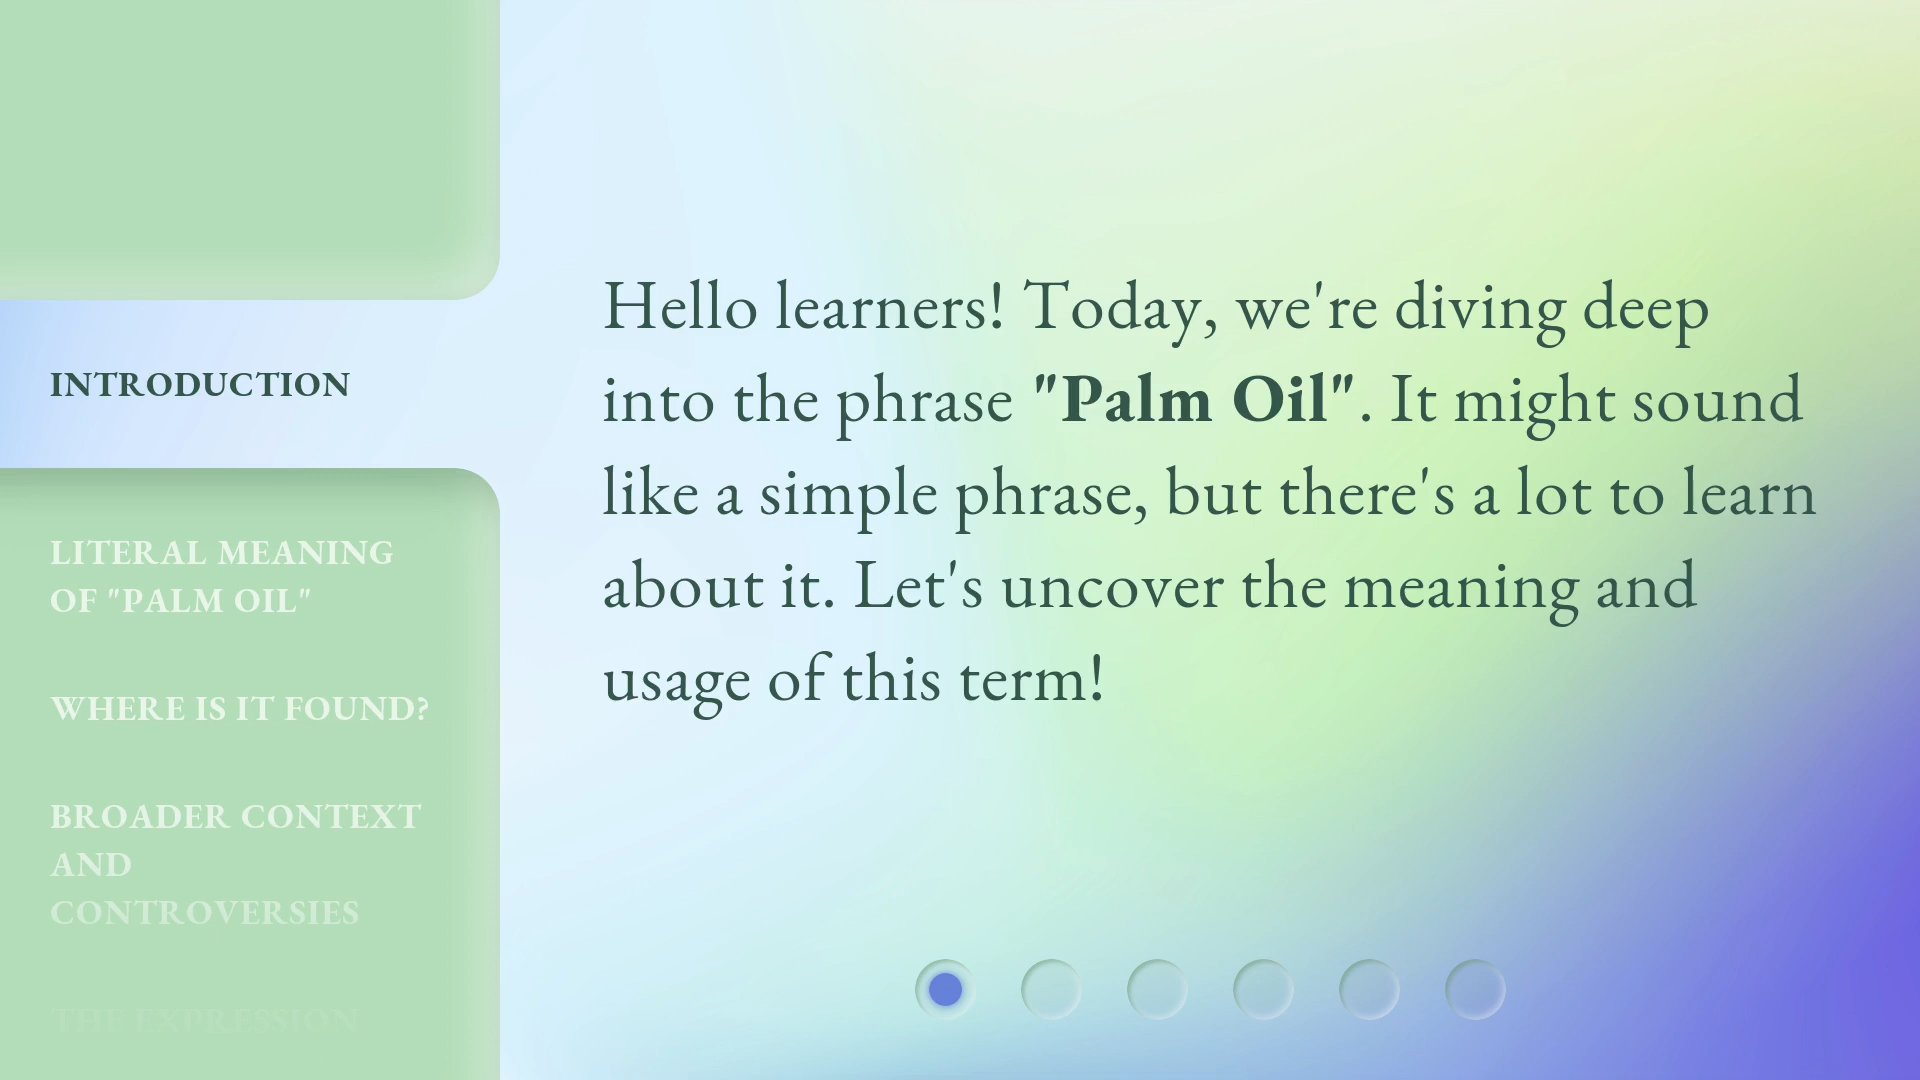 INTRODUCTION
LITERAL MEANING
OF "PALM OIL"
WHERE IS IT FOUND?
BROADER CONTEXT
AND
CONTROVERSIES
THE EXPRESSION
Hello learners! Today, we're diving deep
into the phrase "Palm Oil". It might sound
like a simple phrase, but there's a lot to learn
about it. Let's uncover the meaning and
usage of this term!